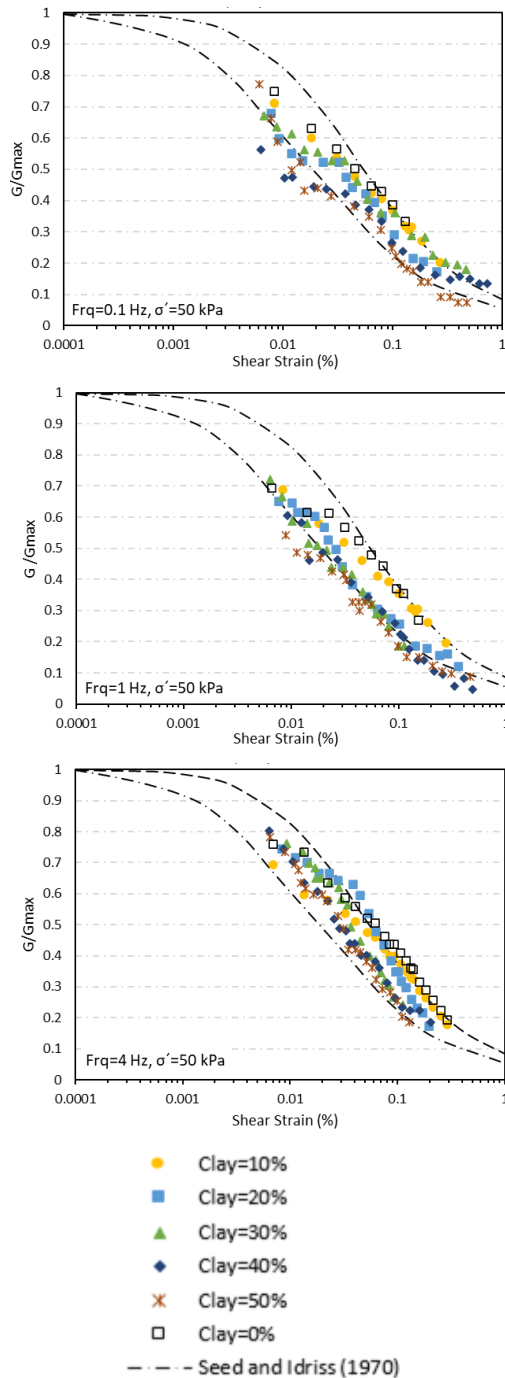 1
0.9
0.8
0.7
0.6
0.5
0.4
0.3
0.2
0.1
0
G/Gmax
Frq=0.1 Hz, σ´=50 kPa
0.0001 0.001 0.01 0.1 1
Shear Strain (%)
1
0.9
0.8
0.7
0.6
0.5
0.4
0.3
0.2
0.1
0
G /Gmax
Frq=1 Hz, σ´=50 kPa
0.0001 0.001 0.01 0.1 1
Shear Strain (%)
1
0.9
0.8
0.7
0.6
0.5
0.4
0.3
0.2
0.1
0
G/Gmax
Frq=4 Hz, σ´=50 kPa
0.0001 0.001 0.01 0.1 1
Shear Strain (%)
Clay=10%
Clay=20%
Clay=30%
Clay=40%
Clay=50%
Clay=0%
Seed and Idriss (1970)